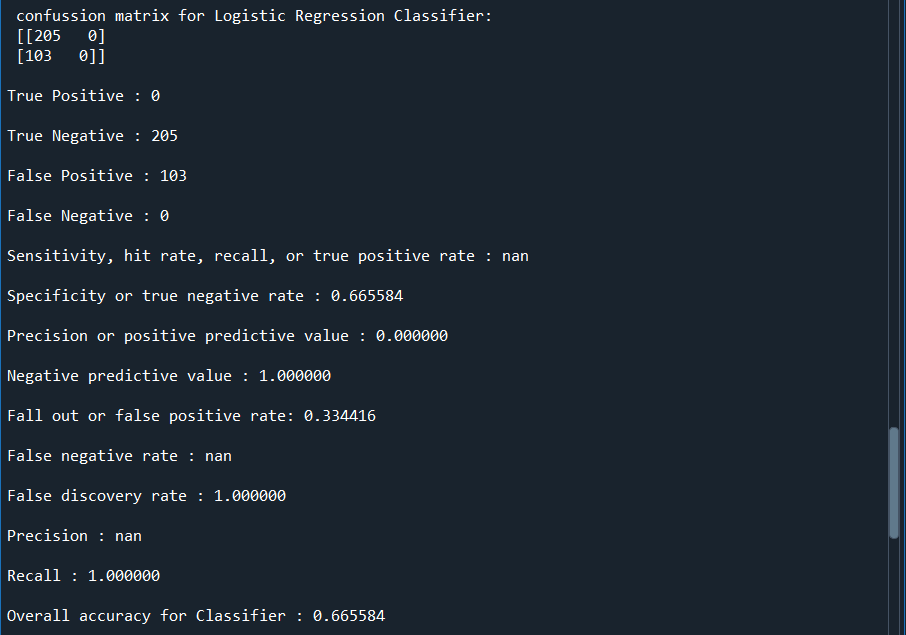 confussion matrix for Logistic Regression Classifier:
[[205   0]
[103   0]]
True Positive : 0
True Negative : 205
False Positive : 103
False Negative : 0
Sensitivity, hit rate, recall, or true positive rate : nan
Specificity or true negative rate : 0.665584
Precision or positive predictive value : 0.000000
Negative predictive value : 1.000000
Fall out or false positive rate: 0.334416
False negative rate : nan
False discovery rate : 1.000000
Precision : nan
Recall : 1.000000
Overall accuracy for Classifier : 0.665584